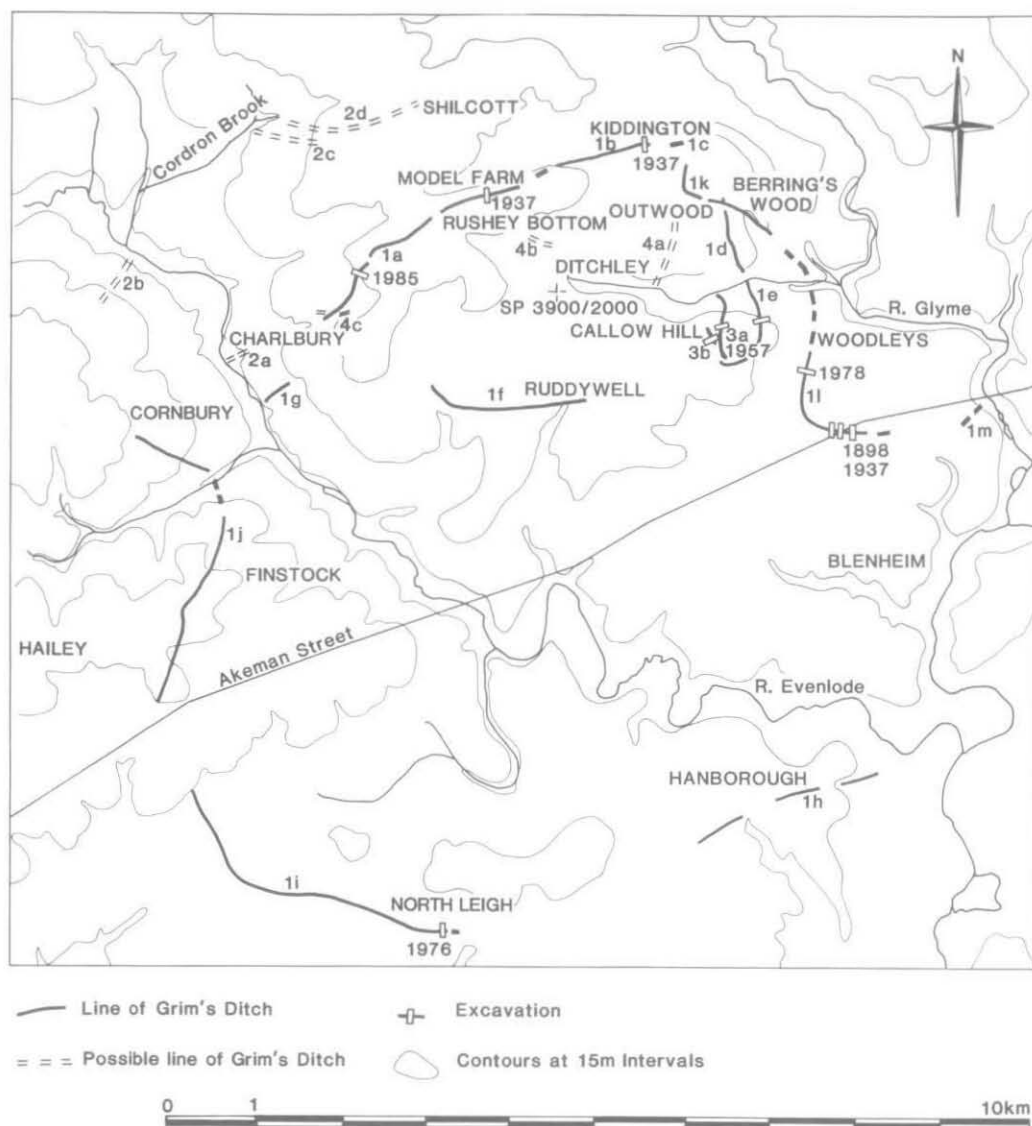 N
SHILCOTT
2d
2c
Cordron Brook
KIDDINGTON
1b
1c
1937
MODEL FARM
1937
1k
BERRING'S
WOOD
RUSHEY BOTTOM
OUTWOOD
4b
4a
1d
1a
1985
2b
DITCHLEY
1e
SP 3900/2000
R. Glyme
4c
CHARLBURY
CALLOW HILL
3a
3b
1957
WOODLEYS
2a
1978
1g
1f
RUDDYWELL
1l
CORNBURY
1m
1898
1937
1j
FINSTOCK
BLENHEIM
HAILEY
Akeman Street
R. Evenlode
HANBOROUGH
1h
1i
NORTH LEIGH
1976
Line of Grim's Ditch
Excavation
Possible line of Grim's Ditch
Contours at 15m Intervals
0 1 10km